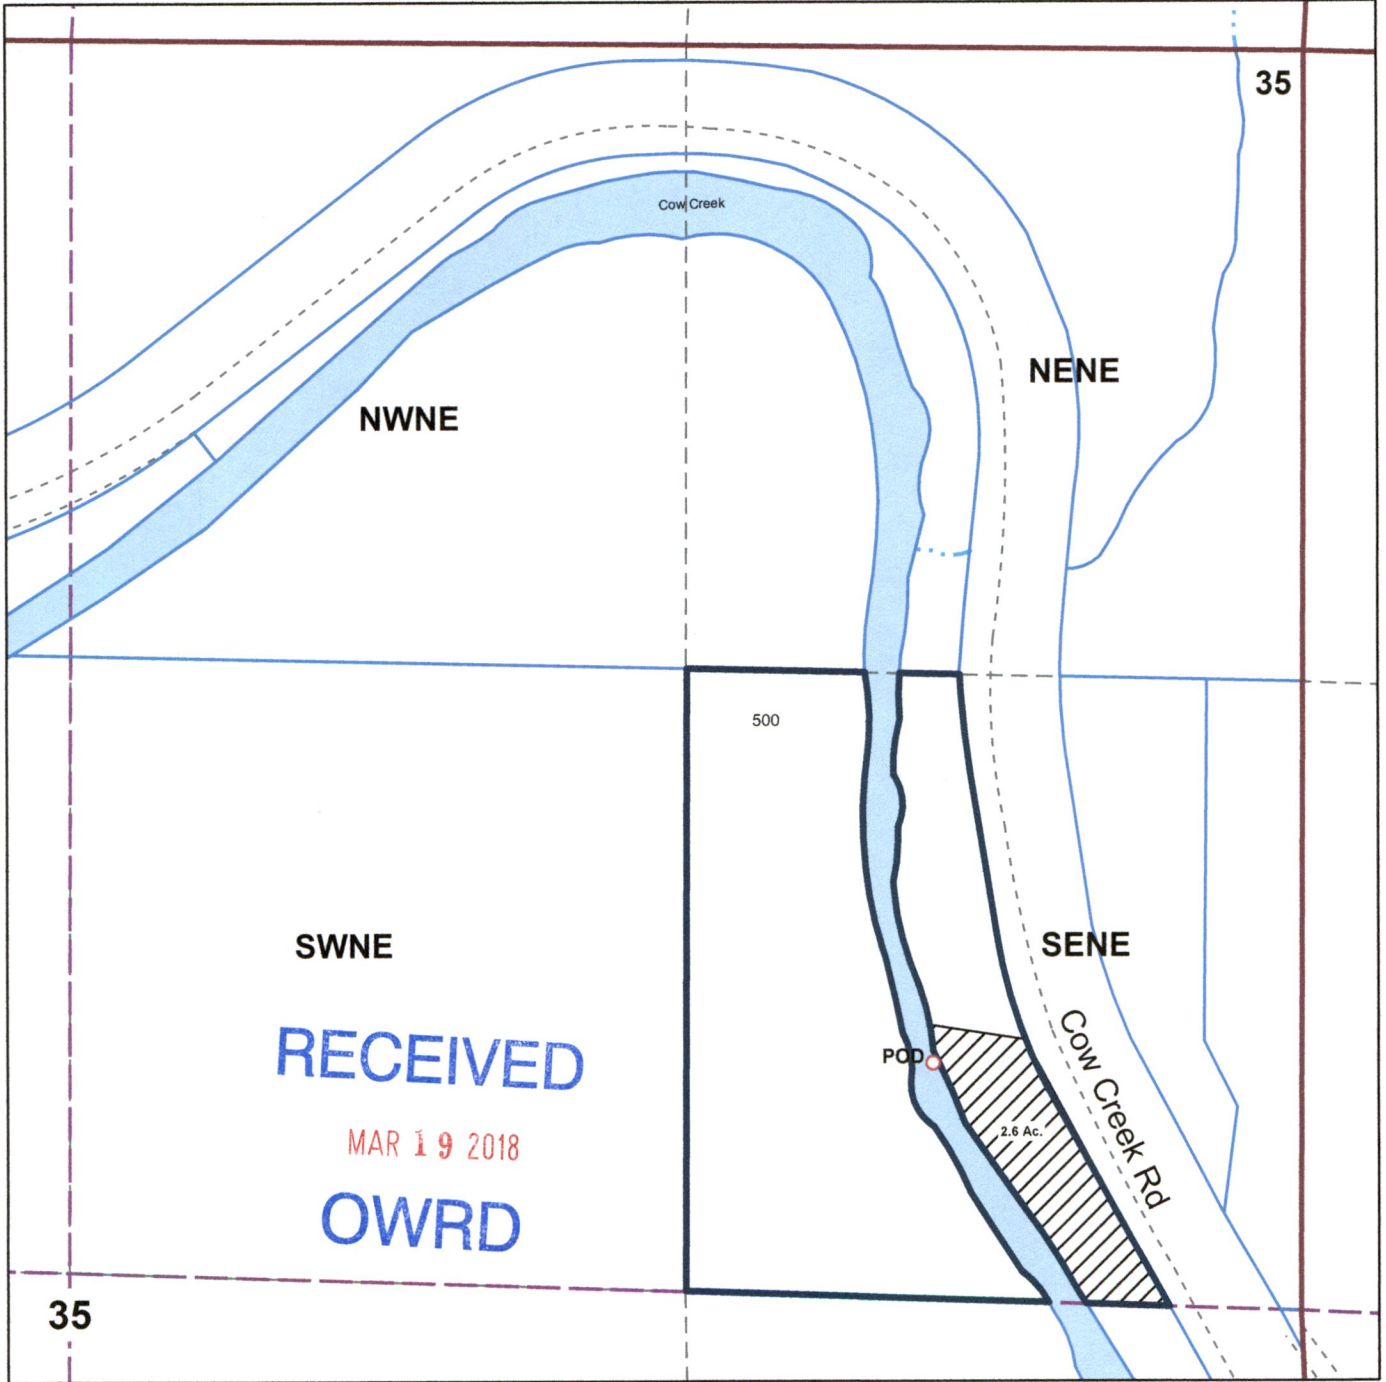 35
Cow Creek
NENE
NWNE
500
SWNE
SENE
RECEIVED
POD
Cow Creek Rd
2.6 Ac.
MAR 19 2018
OWRD
35